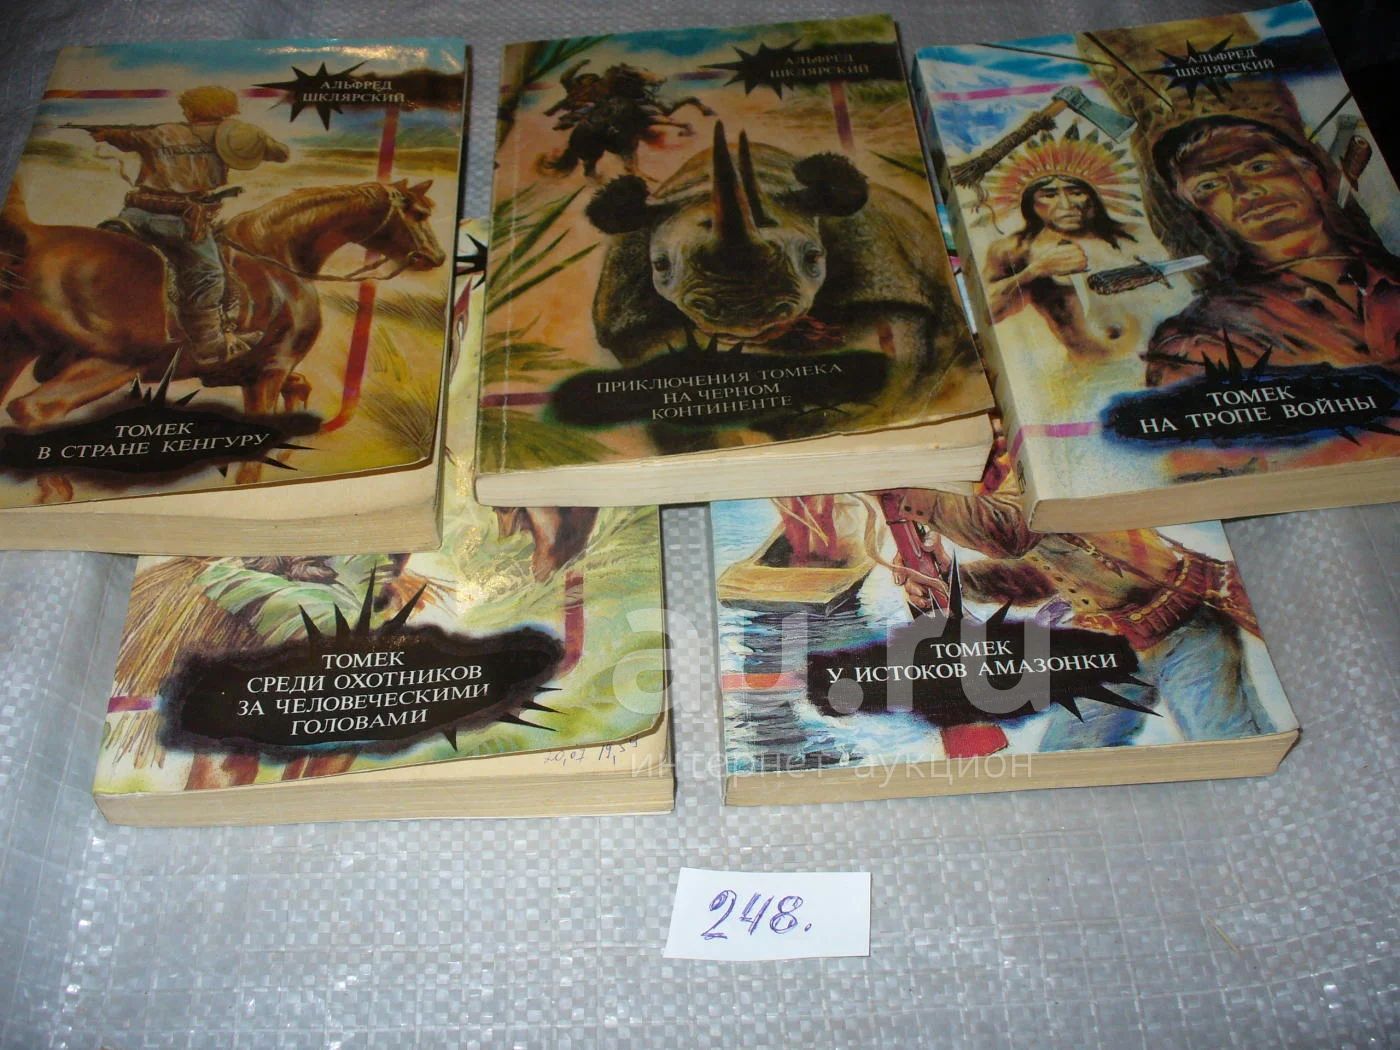 АЛЬФРЕД
ШКЛЯРСКИЙ
ТОМЕК
В СТРАНЕ КЕНГУРУ
АЛЬФРЕД
ШКЛЯРСКИЙ
ПРИКЛЮЧЕНИЯ ТОМЕКА
НА ЧЕРНОМ
КОНТИНЕНТЕ
АЛЬФРЕД
ШКЛЯРСКИЙ
ТОМЕК
НА ТРОПЕ ВОЙНЫ
ТОМЕК
СРЕДИ ОХОТНИКОВ
ЗА ЧЕЛОВЕЧЕСКИМИ
ГОЛОВАМИ
ТОМЕК
У ИСТОКОВ АМАЗОНКИ
au.ru
интернет-аукцион
248.